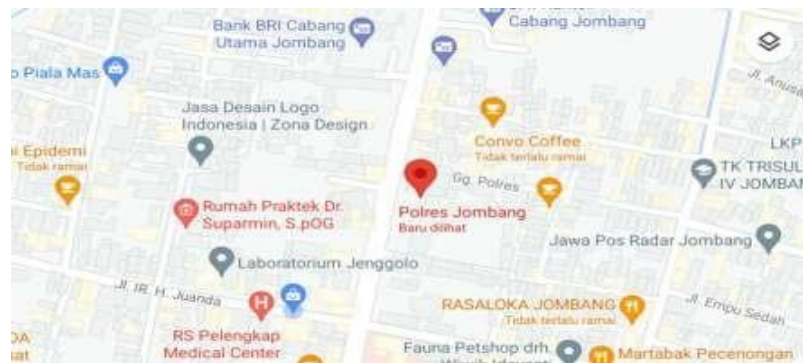 Bank BRI Cabang
Utama Jombang
Cabang Jombang
Piala Mas
Jl. Anusa
Jasa Desain Logo
Indonesia | Zona Design
Convo Coffee
Tidak terlalu ramai
LKP
i Epidemi
Tidak ramai
Gg. Polres
TK TRISUL
IV JOMBAN
Rumah Praktek Dr.
Suparmin, S.pOG
Polres Jombang
Baru dilihat
Jawa Pos Radar Jombang
Laboratorium Jenggolo
Jl. IR. H. Juanda
H
RASALOKA JOMBANG
Tidak terlalu ramai
Jl. Empu Sedah
RS Pelengkap
Medical Center
Fauna Petshop drh.
Martabak Pecenongan